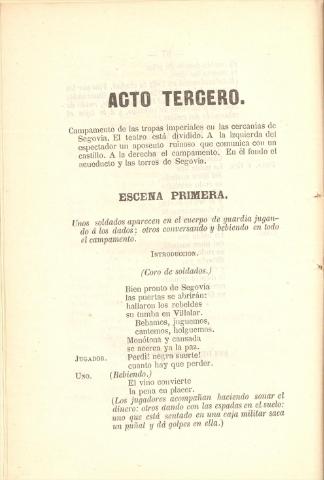 ACTO TERCERO.
Campamento de las tropas imperiales en las cercanías de
Segovia. El teatro está dividido. A la izquierda del
espectador un aposento ruinoso que comunica con un
castillo. A la derecha el campamento. En el fondo el
acueducto y las torres de Segovia.
ESCENA PRIMERA.
Unos soldados aparecen en el cuerpo de guardia jugan-
do á los dados; otros conversando y bebiendo en todo
el campamento.
INTRODUCCION.
(Coro de soldados.)
Bien pronto de Segovia
las puertas se abrirán:
hallaron los rebeldes
su tumba en Villalar.
Bebamos, juguemos,
cantemos, holguemos.
Monótona y cansada
se acerca ya la paz.
JUGADOR. Perdí! negra suerte!
cuanto hay que perder.
UNO. (Bebiendo.)
El vino convierte
la pena en placer.
(Los jugadores acompañan haciendo sonar el
dinero: otros dando con las espadas en el suelo:
uno que está sentado en una caja militar saca
un puñal y dá golpes en ella.)